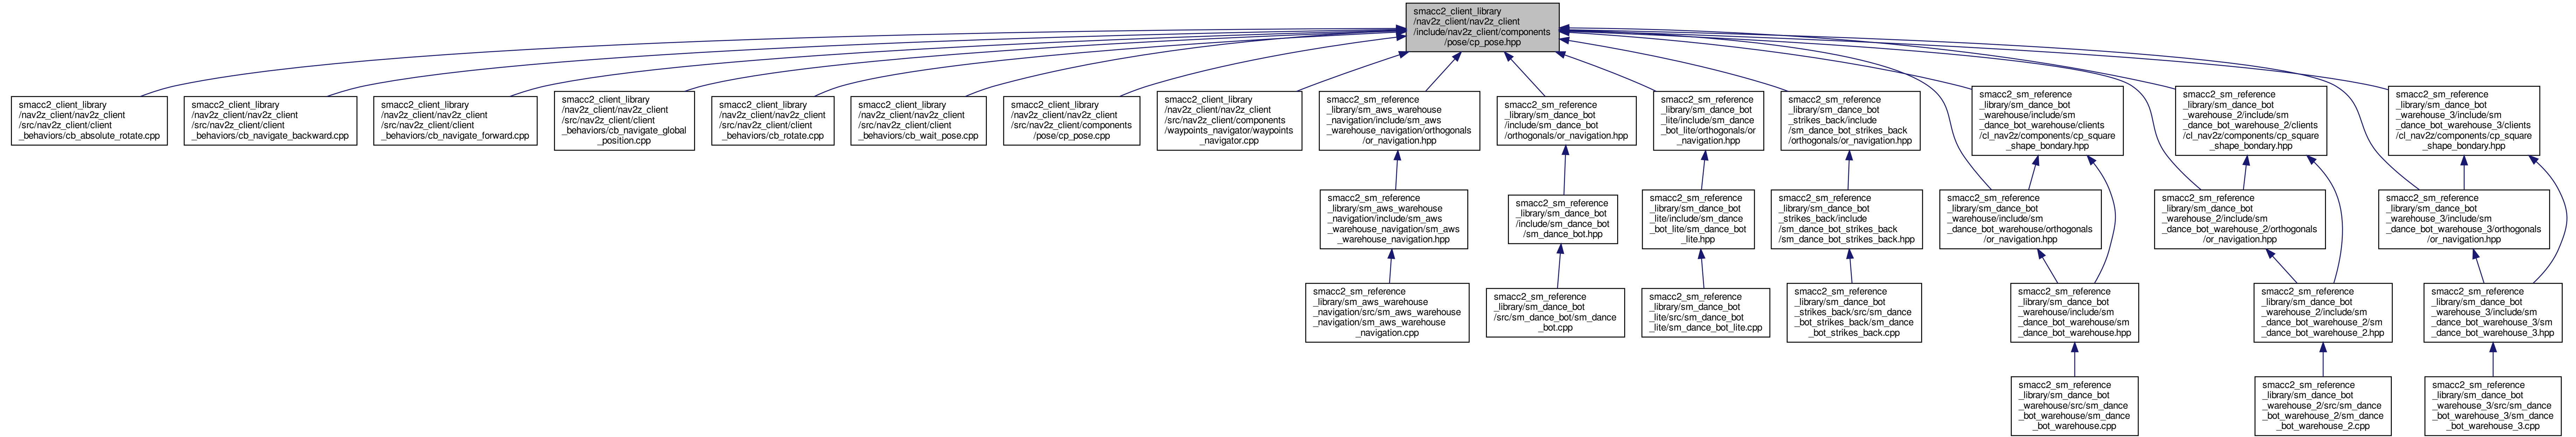 smacc2_client_library
/nav2z_client/nav2z_client
/include/nav2z_client/components
/pose/cp_pose.hpp
smacc2_client_library
/nav2z_client/nav2z_client
/src/nav2z_client/client
_behaviors/cb_absolute_rotate.cpp
smacc2_client_library
/nav2z_client/nav2z_client
/src/nav2z_client/client
_behaviors/cb_navigate_backward.cpp
smacc2_client_library
/nav2z_client/nav2z_client
/src/nav2z_client/client
_behaviors/cb_navigate_forward.cpp
smacc2_client_library
/nav2z_client/nav2z_client
/src/nav2z_client/client
_behaviors/cb_navigate_global
_position.cpp
smacc2_client_library
/nav2z_client/nav2z_client
/src/nav2z_client/client
_behaviors/cb_rotate.cpp
smacc2_client_library
/nav2z_client/nav2z_client
/src/nav2z_client/client
_behaviors/cb_wait_pose.cpp
smacc2_client_library
/nav2z_client/nav2z_client
/src/nav2z_client/components
/pose/cp_pose.cpp
smacc2_client_library
/nav2z_client/nav2z_client
/src/nav2z_client/components
/waypoints_navigator/waypoints
_navigator.cpp
smacc2_sm_reference
_library/sm_aws_warehouse
_navigation/include/sm_aws
_warehouse_navigation/orthogonals
/or_navigation.hpp
smacc2_sm_reference
_library/sm_dance_bot
/include/sm_dance_bot
/orthogonals/or_navigation.hpp
smacc2_sm_reference
_library/sm_dance_bot
_lite/include/sm_dance
_bot_lite/orthogonals/or
_navigation.hpp
smacc2_sm_reference
_library/sm_dance_bot
_strikes_back/include
/sm_dance_bot_strikes_back
/orthogonals/or_navigation.hpp
smacc2_sm_reference
_library/sm_dance_bot
_warehouse/include/sm
_dance_bot_warehouse/clients
/cl_nav2z/components/cp_square
_shape_bondary.hpp
smacc2_sm_reference
_library/sm_dance_bot
_warehouse_2/include/sm
_dance_bot_warehouse_2/clients
/cl_nav2z/components/cp_square
_shape_bondary.hpp
smacc2_sm_reference
_library/sm_dance_bot
_warehouse_3/include/sm
_dance_bot_warehouse_3/clients
/cl_nav2z/components/cp_square
_shape_bondary.hpp
smacc2_sm_reference
_library/sm_aws_warehouse
_navigation/include/sm_aws
_warehouse_navigation/sm_aws
_warehouse_navigation.hpp
smacc2_sm_reference
_library/sm_dance_bot
/include/sm_dance_bot
/sm_dance_bot.hpp
smacc2_sm_reference
_library/sm_dance_bot
_lite/include/sm_dance
_bot_lite/sm_dance_bot
_lite.hpp
smacc2_sm_reference
_library/sm_dance_bot
_strikes_back/include
/sm_dance_bot_strikes_back
/sm_dance_bot_strikes_back.hpp
smacc2_sm_reference
_library/sm_dance_bot
_warehouse/include/sm
_dance_bot_warehouse/orthogonals
/or_navigation.hpp
smacc2_sm_reference
_library/sm_dance_bot
_warehouse_2/include/sm
_dance_bot_warehouse_2/orthogonals
/or_navigation.hpp
smacc2_sm_reference
_library/sm_dance_bot
_warehouse_3/include/sm
_dance_bot_warehouse_3/orthogonals
/or_navigation.hpp
smacc2_sm_reference
_library/sm_aws_warehouse
_navigation/src/sm_aws_warehouse
_navigation/sm_aws_warehouse
_navigation.cpp
smacc2_sm_reference
_library/sm_dance_bot
/src/sm_dance_bot/sm_dance
_bot.cpp
smacc2_sm_reference
_library/sm_dance_bot
_lite/src/sm_dance_bot
_lite/sm_dance_bot_lite.cpp
smacc2_sm_reference
_library/sm_dance_bot
_strikes_back/src/sm_dance
_bot_strikes_back/sm_dance
_bot_strikes_back.cpp
smacc2_sm_reference
_library/sm_dance_bot
_warehouse/include/sm
_dance_bot_warehouse/sm
_dance_bot_warehouse.hpp
smacc2_sm_reference
_library/sm_dance_bot
_warehouse_2/include/sm
_dance_bot_warehouse_2/sm
_dance_bot_warehouse_2.hpp
smacc2_sm_reference
_library/sm_dance_bot
_warehouse_3/include/sm
_dance_bot_warehouse_3/sm
_dance_bot_warehouse_3.hpp
smacc2_sm_reference
_library/sm_dance_bot
_warehouse/src/sm_dance
_bot_warehouse/sm_dance
_bot_warehouse.cpp
smacc2_sm_reference
_library/sm_dance_bot
_warehouse_2/src/sm_dance
_bot_warehouse_2/sm_dance
_bot_warehouse_2.cpp
smacc2_sm_reference
_library/sm_dance_bot
_warehouse_3/src/sm_dance
_bot_warehouse_3/sm_dance
_bot_warehouse_3.cpp